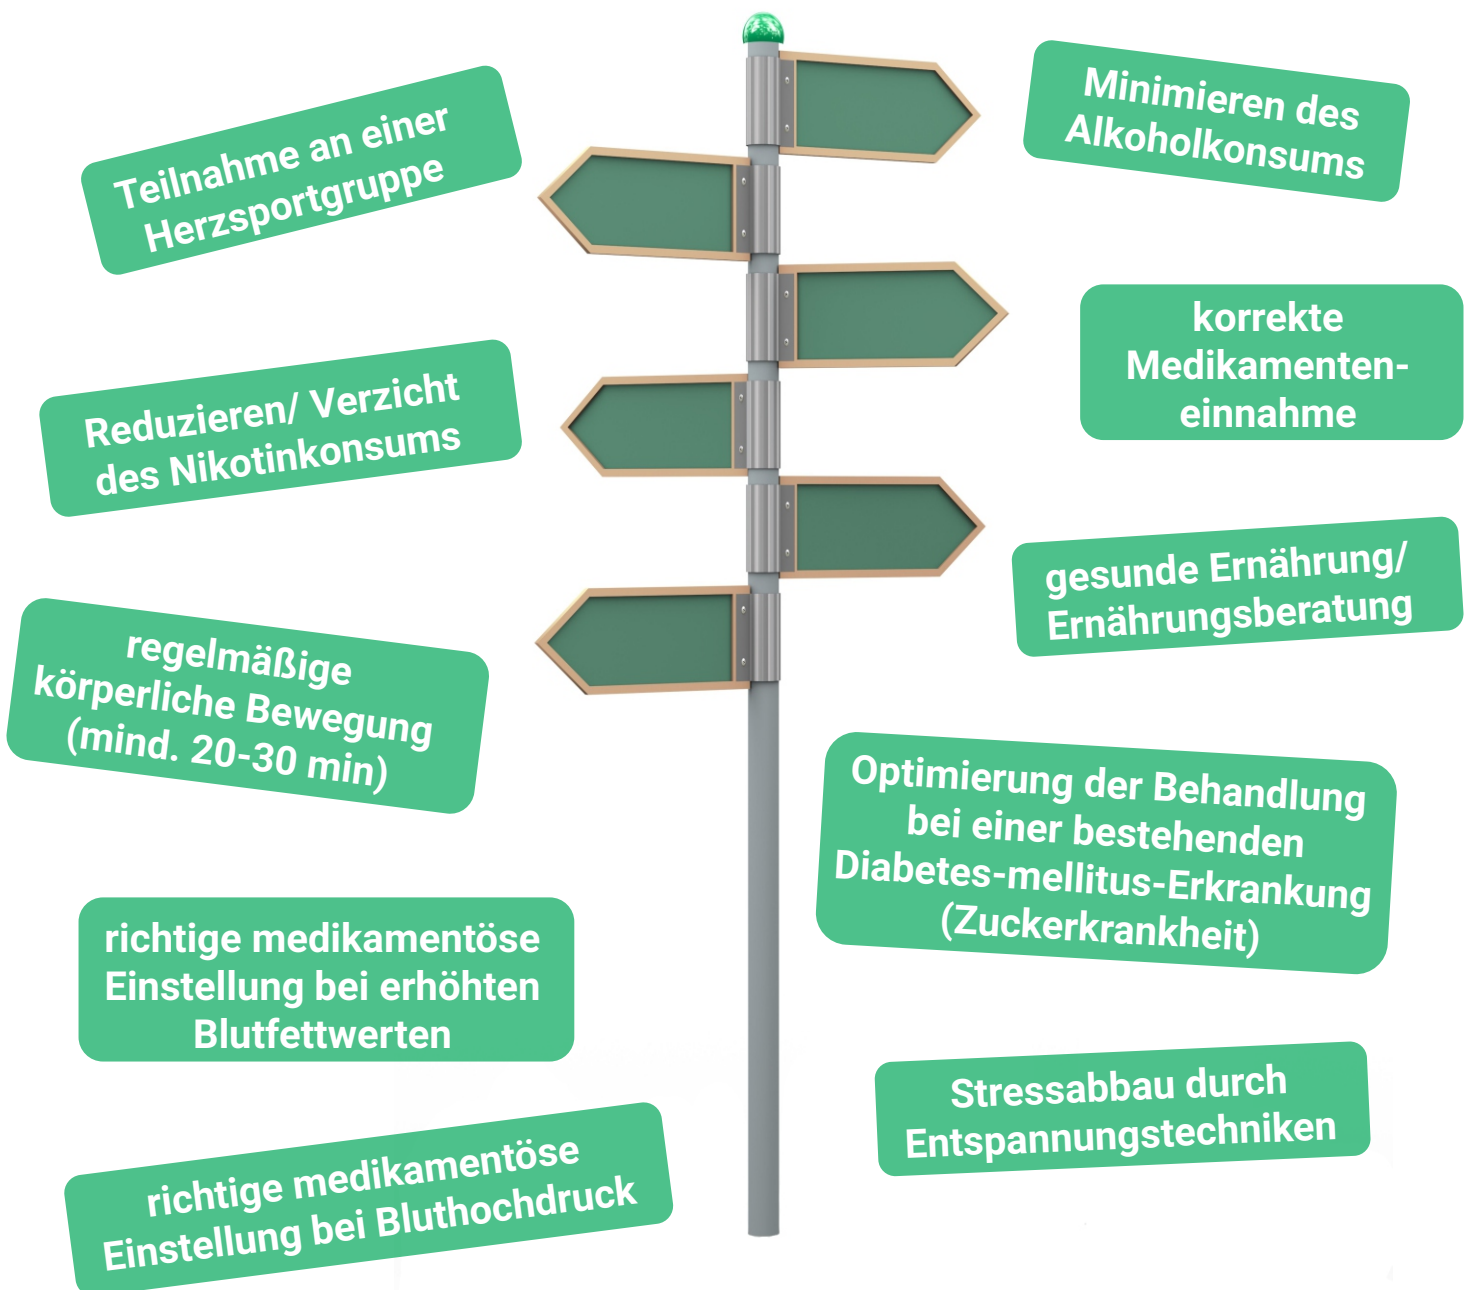 Teilnahme an einer
Herzsportgruppe
Minimieren des
Alkoholkonsums
Reduzieren/ Verzicht
des Nikotinkonsums
korrekte
Medikamenten-
einnahme
regelmäßige
körperliche Bewegung
(mind. 20-30 min)
gesunde Ernährung/
Ernährungsberatung
Optimierung der Behandlung
bei einer bestehenden
Diabetes-mellitus-Erkrankung
(Zuckerkrankheit)
richtige medikamentöse
Einstellung bei erhöhten
Blutfettwerten
Stressabbau durch
Entspannungstechniken
richtige medikamentöse
Einstellung bei Bluthochdruck